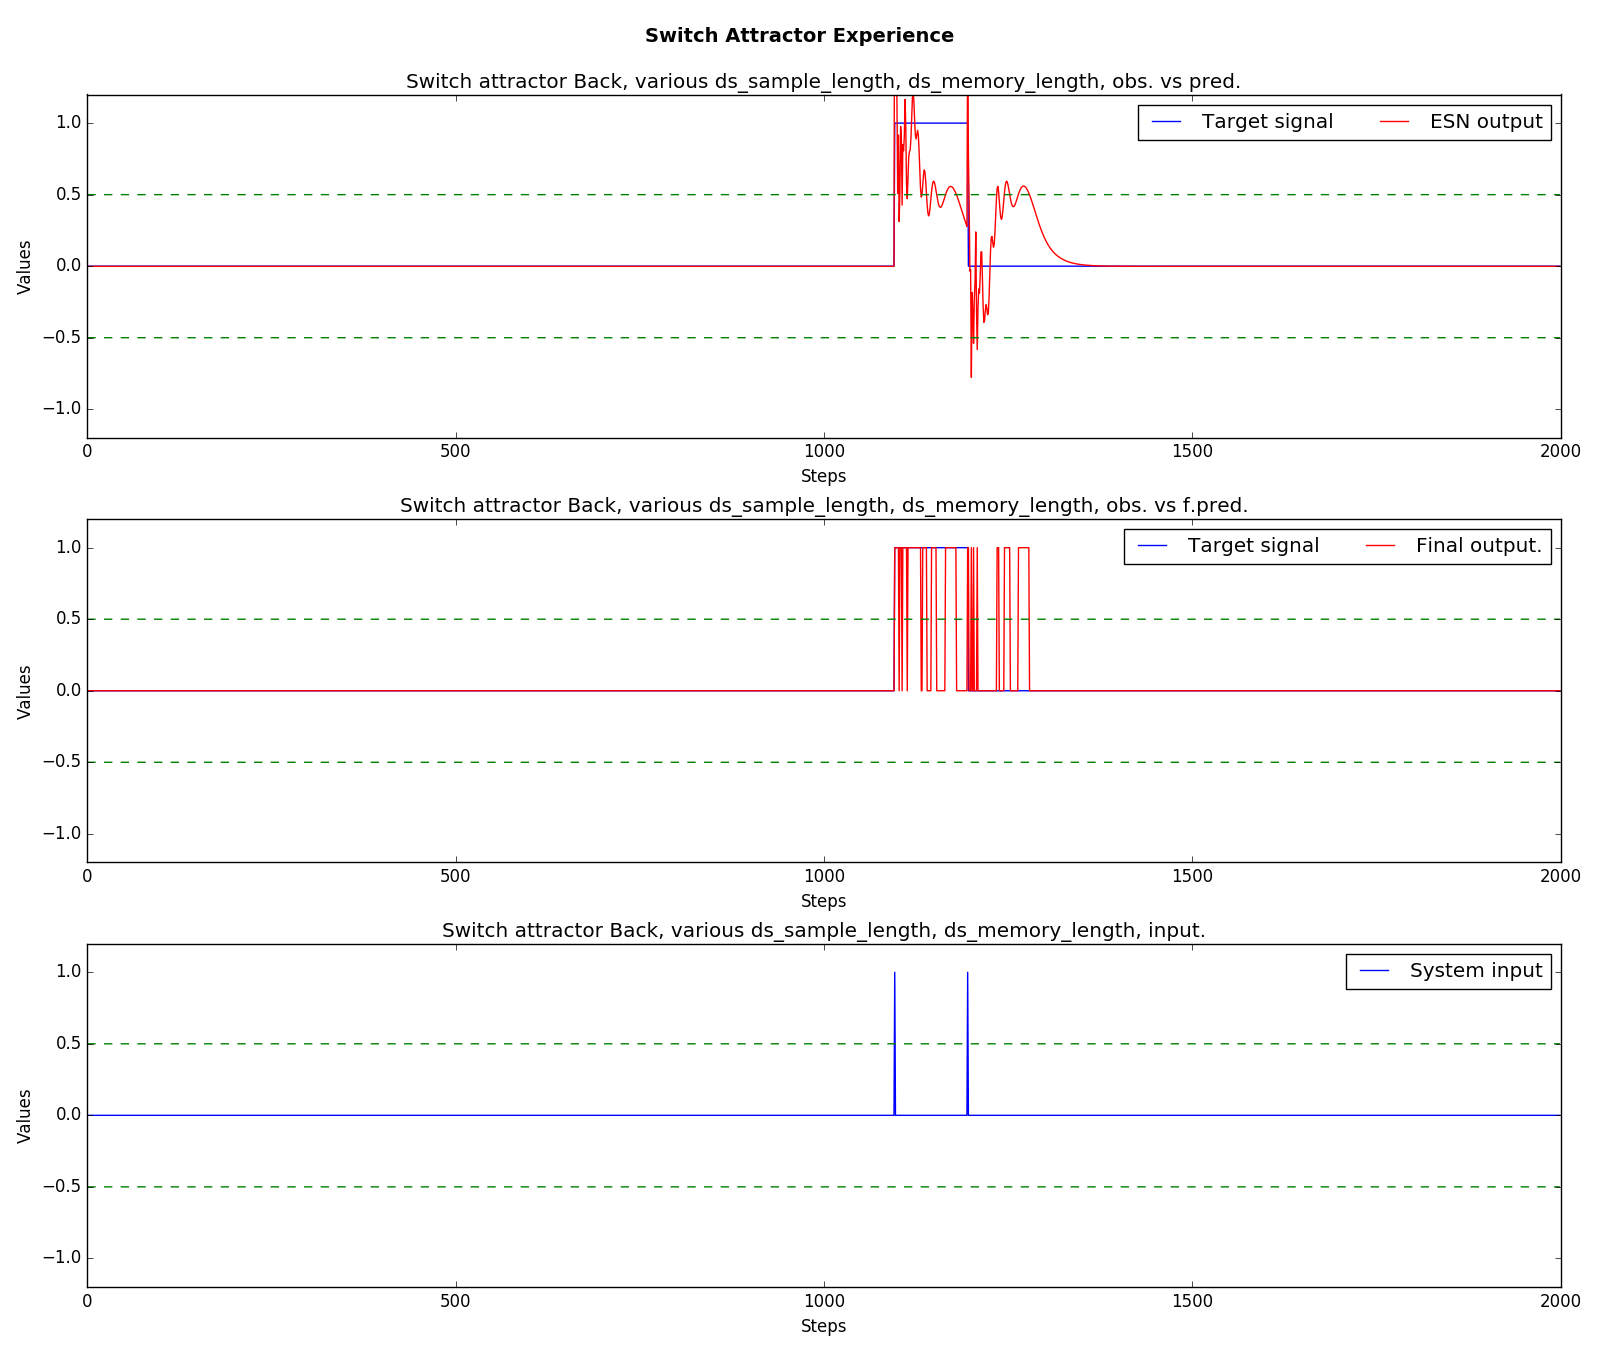 Switch Attractor Experience
Switch attractor Back, various ds_sample_length, ds_memory_length, obs. vs pred.
Target signal ESN output
1.0
0.5
0.0
−0.5
−1.0
Values
0 500 1000 1500 2000
Steps
Switch attractor Back, various ds_sample_length, ds_memory_length, obs. vs f.pred.
Target signal Final output.
1.0
0.5
0.0
−0.5
−1.0
Values
0 500 1000 1500 2000
Steps
Switch attractor Back, various ds_sample_length, ds_memory_length, input.
System input
1.0
0.5
0.0
−0.5
−1.0
Values
0 500 1000 1500 2000
Steps